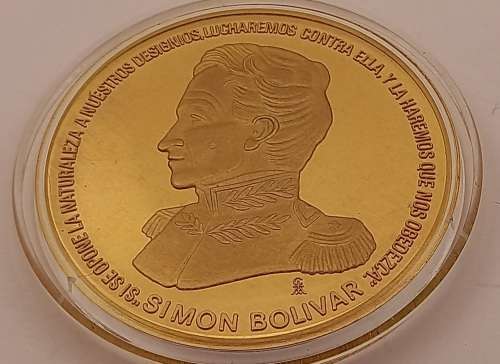 "SI SE OPONE LA NATURALEZA A NUESTROS DESIGNIOS, LUCHAREMOS CONTRA ELLA, Y LA HAREMOS QUE NOS OBEDEZCA".
SIMON BOLIVAR